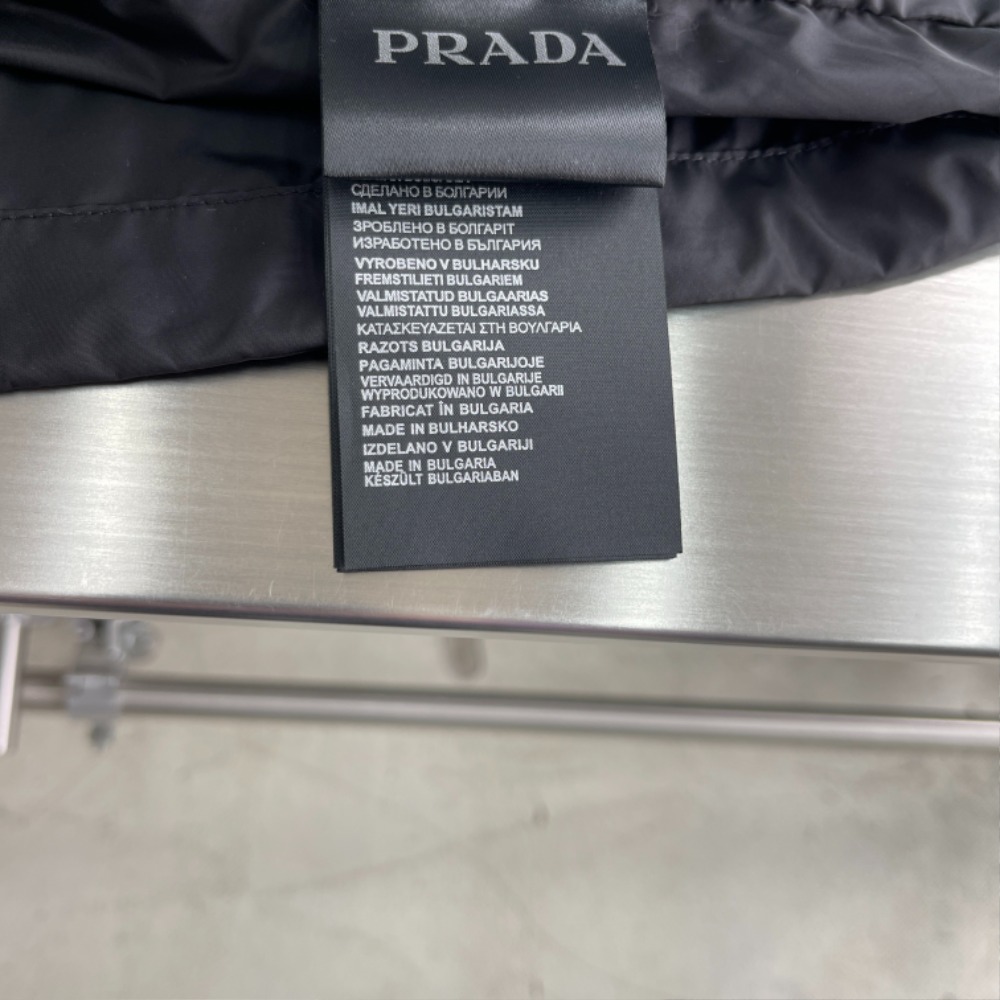 PRADA
СДЕЛАНО В БОЛГАРИИ
IMAL YERI BULGARISTAM
ЗРОБЛЕНО В БОЛГАРІТ
ИЗРАБОТЕНО В БЪЛГАРИЯ
VYROBENO V BULHARSKU
FREMSTILIETI BULGARIEM
VALMISTATUD BULGAARIAS
VALMISTATTU BULGARIASSA
ΚΑΤΑΣΚΕΥΑΖΕΤΑΙ ΣΤΗ ΒΟΥΛΓΑΡΙΑ
RAZOTS BULGARIJA
PAGAMINTA BULGARIJOJE
VERVAARDIGD IN BULGARIJE
WYPRODUKOWANO W BULGARII
FABRICAT ÎN BULGARIA
MADE IN BULHARSKO
IZDELANO V BULGARIJI
MADE IN BULGARIA
KÉSZÜLT BULGARIABAN